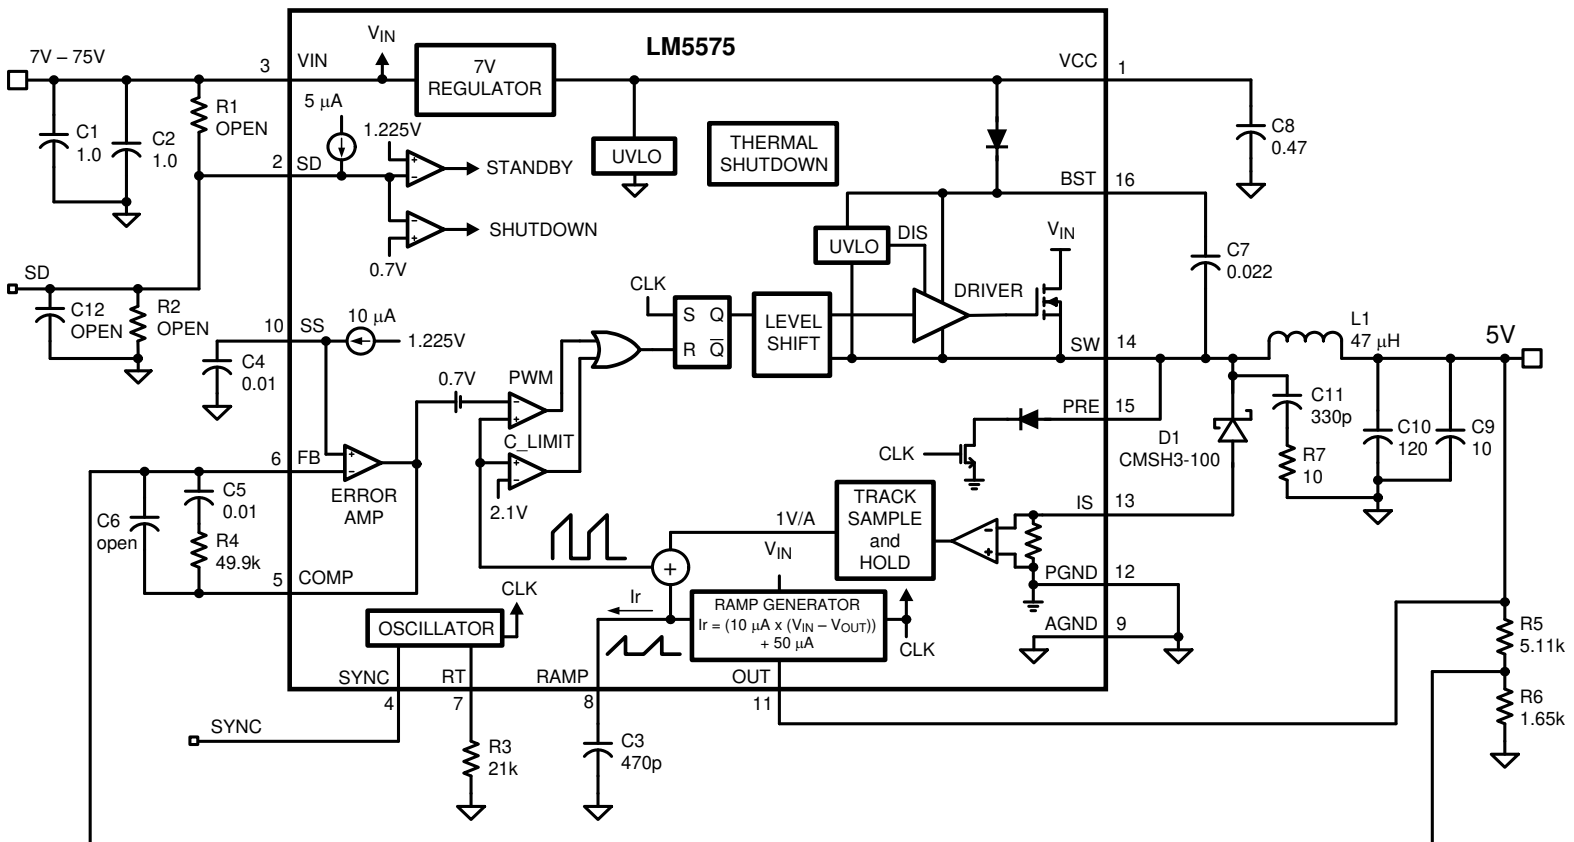 LM5575
7V – 75V
3
VIN
VIN
7V
REGULATOR
VCC
1
5 µA
R1
OPEN
C1
1.0
C2
1.0
1.225V
2
SD
STANDBY
UVLO
THERMAL
SHUTDOWN
C8
0.47
BST
16
SHUTDOWN
0.7V
UVLO
DIS
VIN
C7
0.022
SD
C12
OPEN
R2
OPEN
CLK
DRIVER
10
SS
10 µA
1.225V
S Q
R Q̅
LEVEL
SHIFT
SW
14
L1
47 µH
5V
C4
0.01
0.7V
PWM
C_LIMIT
PRE
15
C11
330p
D1
CMSH3-100
C10
120
C9
10
R7
10
CLK
6
FB
ERROR
AMP
2.1V
C5
0.01
C6
open
R4
49.9k
1V/A
TRACK
SAMPLE
and
HOLD
IS
13
VIN
5
COMP
PGND
12
CLK
Ir
+
RAMP GENERATOR
Ir = (10 µA x (VIN – VOUT))
+ 50 µA
CLK
OSCILLATOR
AGND
9
R5
5.11k
SYNC
4
RT
7
RAMP
8
OUT
11
R6
1.65k
SYNC
R3
21k
C3
470p